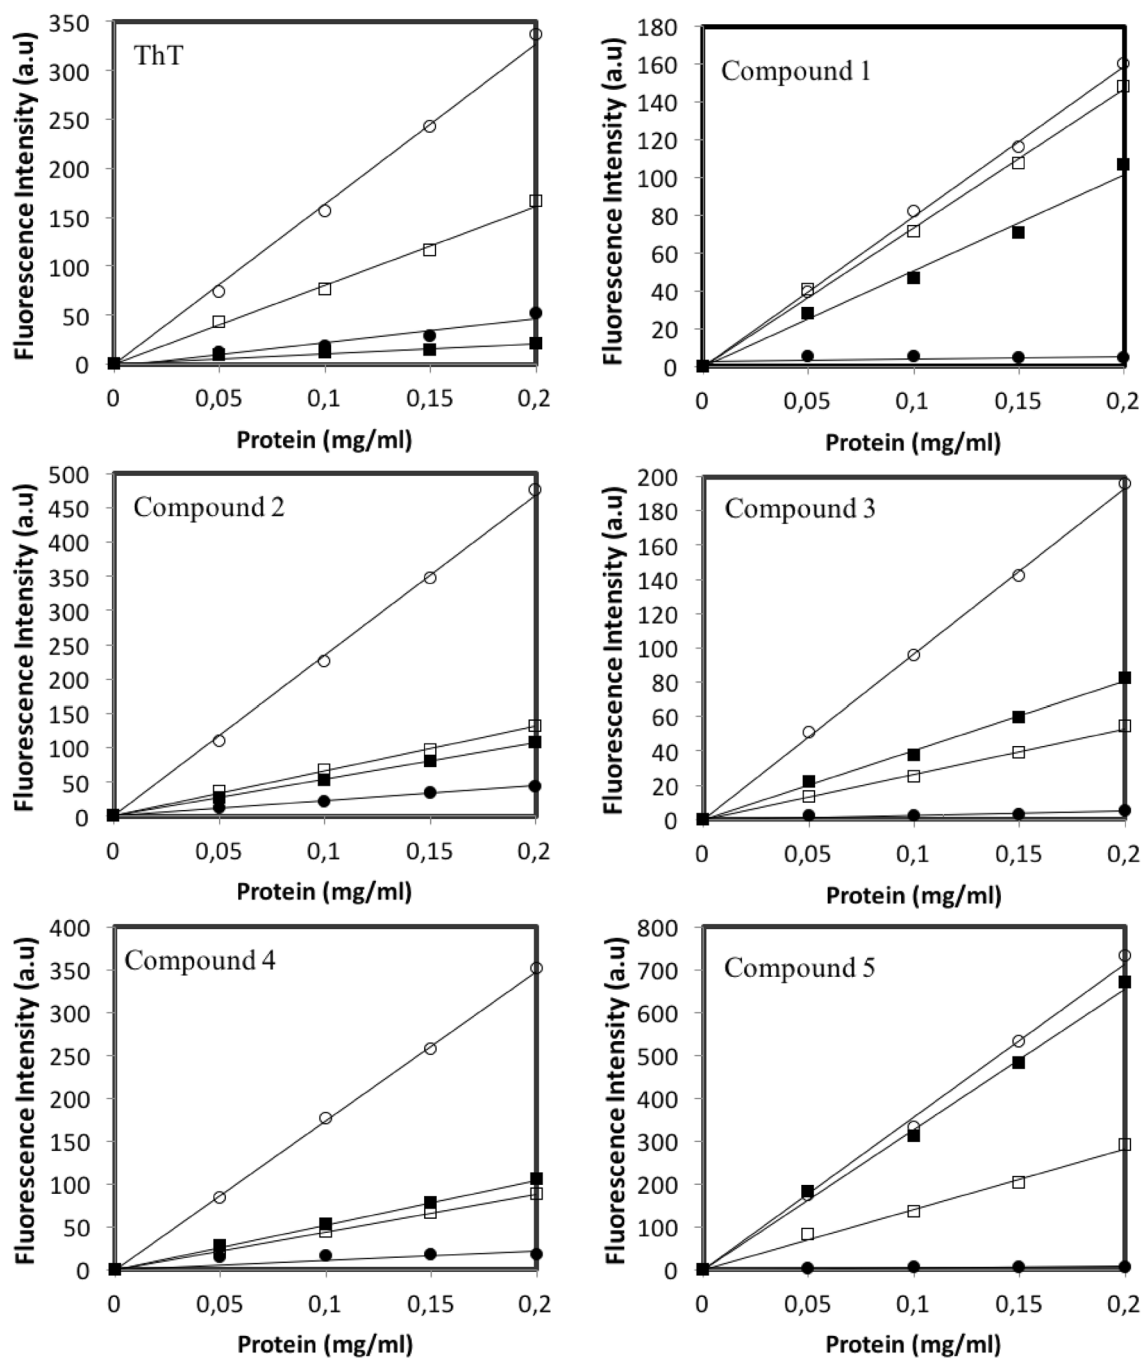 Fluorescence Intensity (a.u)
350
300
250
200
150
100
50
0
ThT
0 0,05 0,1 0,15 0,2
Protein (mg/ml)
Fluorescence Intensity (a.u)
180
160
140
120
100
80
60
40
20
0
Compound 1
0 0,05 0,1 0,15 0,2
Protein (mg/ml)
Fluorescence Intensity (a.u)
500
450
400
350
300
250
200
150
100
50
0
Compound 2
0 0,05 0,1 0,15 0,2
Protein (mg/ml)
Fluorescence Intensity (a.u)
200
180
160
140
120
100
80
60
40
20
0
Compound 3
0 0,05 0,1 0,15 0,2
Protein (mg/ml)
Fluorescence Intensity (a.u)
400
350
300
250
200
150
100
50
0
Compound 4
0 0,05 0,1 0,15 0,2
Protein (mg/ml)
Fluorescence Intensity (a.u)
800
700
600
500
400
300
200
100
0
Compound 5
0 0,05 0,1 0,15 0,2
Protein (mg/ml)